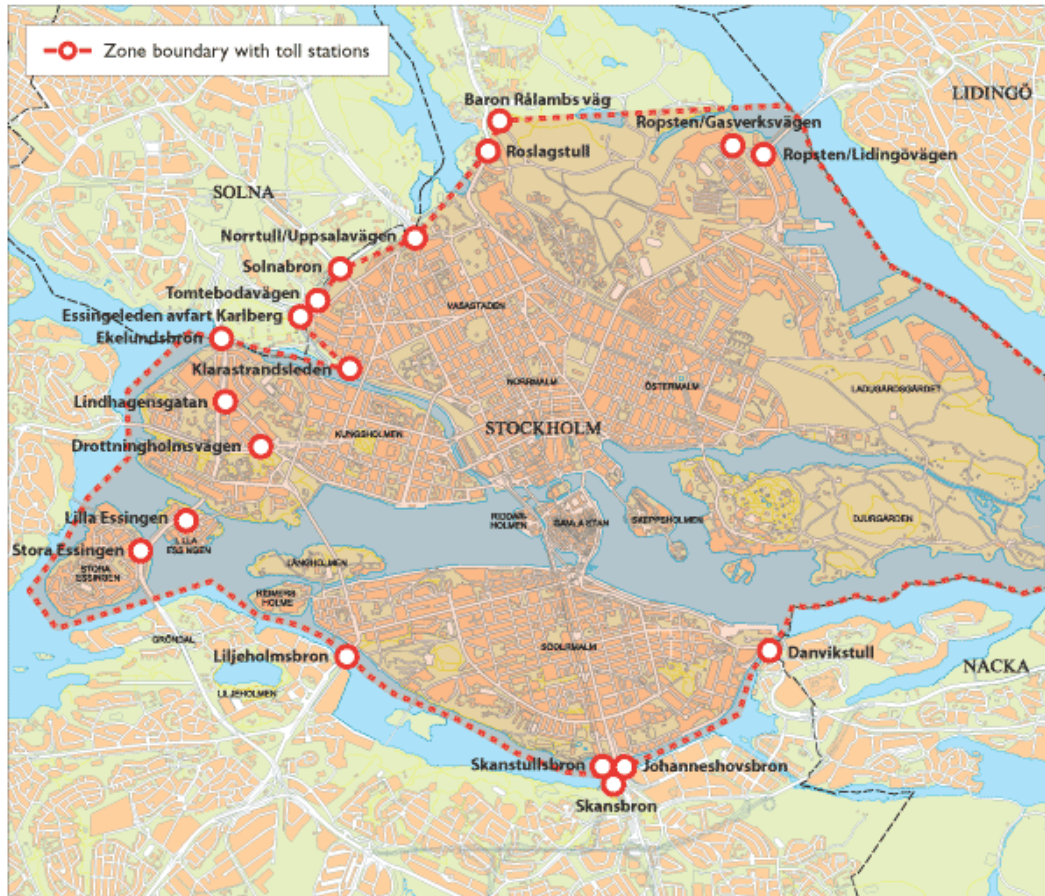 Zone boundary with toll stations
LIDINGÖ
Baron Rålambs väg
Ropsten/Gasverksvägen
Roslagstull
Ropsten/Lidingövägen
SOLNA
Norrtull/Uppsalavägen
Solnabron
Tomtebodavägen
VASASTADEN
Essingeleden avfart Karlberg
Ekelundsbron
Klarastrandsleden
NORRMALM
ÖSTERMALM
LADUGÅRDSGÄRDET
Lindhagensgatan
STOCKHOLM
KUNGSHOLMEN
Drottningholmsvägen
Lilla Essingen
RIDDAR-
HOLMEN
GAMLA STAN
SKEPPSHOLMEN
DJURGÅRDEN
LILLA
ESSINGEN
Stora Essingen
STORA
ESSINGEN
LÅNGHOLMEN
REIMERS
HOLME
GRÖNDAL
SÖDERMALM
Liljeholmsbron
Danvikstull
NACKA
LILJEHOLMEN
Skanstullsbron
Johanneshovsbron
Skansbron